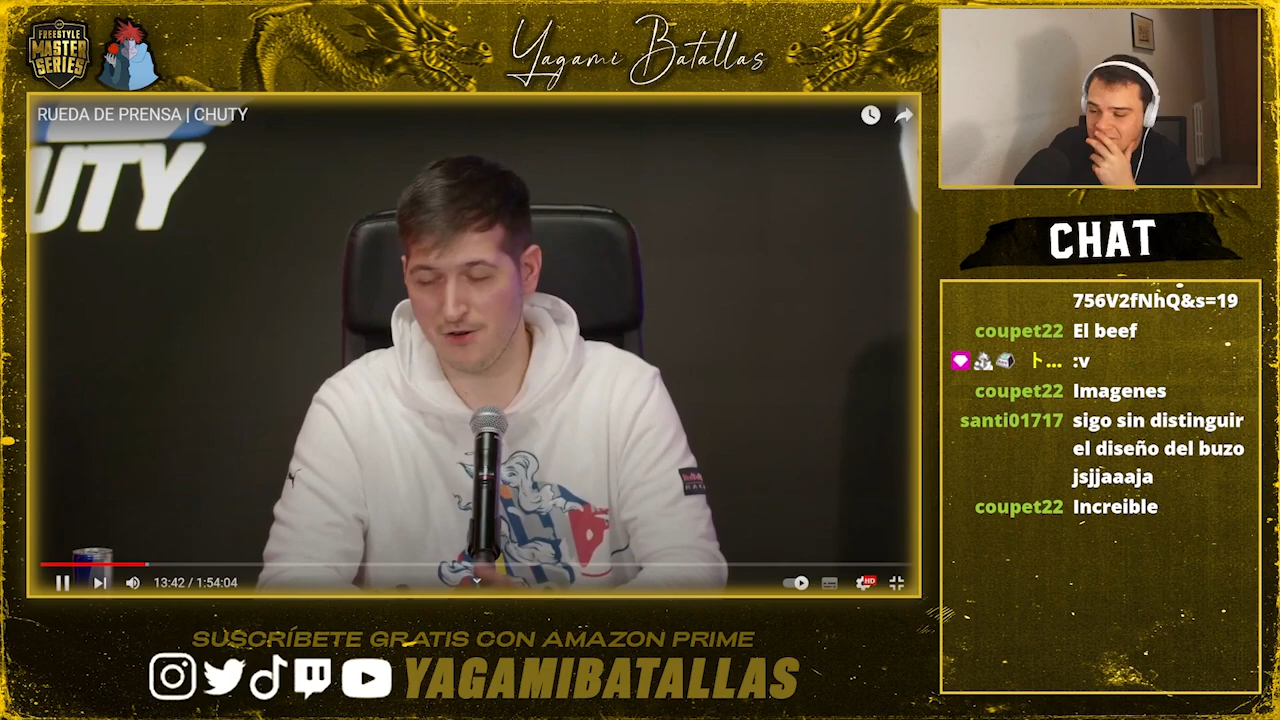 FREESTYLE
MASTER
SERIES
Yagami Batallas
RUEDA DE PRENSA | CHUTY
UTY
13:42 / 1:54:04
HD
CHAT
756V2fNhQ&s=19
coupet22 El beef
ト... :v
coupet22 Imagenes
santi01717 sigo sin distinguir
el diseño del buzo
jsjjaaaja
coupet22 Increible
SUSCRÍBETE GRATIS CON AMAZON PRIME
YAGAMIBATALLAS